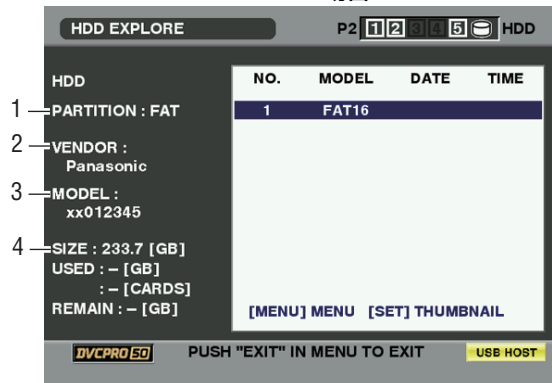 HDD EXPLORE
P2 1 2 3 4 5 HDD
HDD
NO. MODEL DATE TIME
1 PARTITION : FAT
1 FAT16
2 VENDOR :
Panasonic
3 MODEL :
xx012345
4 SIZE : 233.7 [GB]
USED : – [GB]
: – [CARDS]
REMAIN : – [GB]
[MENU] MENU [SET] THUMBNAIL
DVCPRO 50
PUSH "EXIT" IN MENU TO EXIT
USB HOST